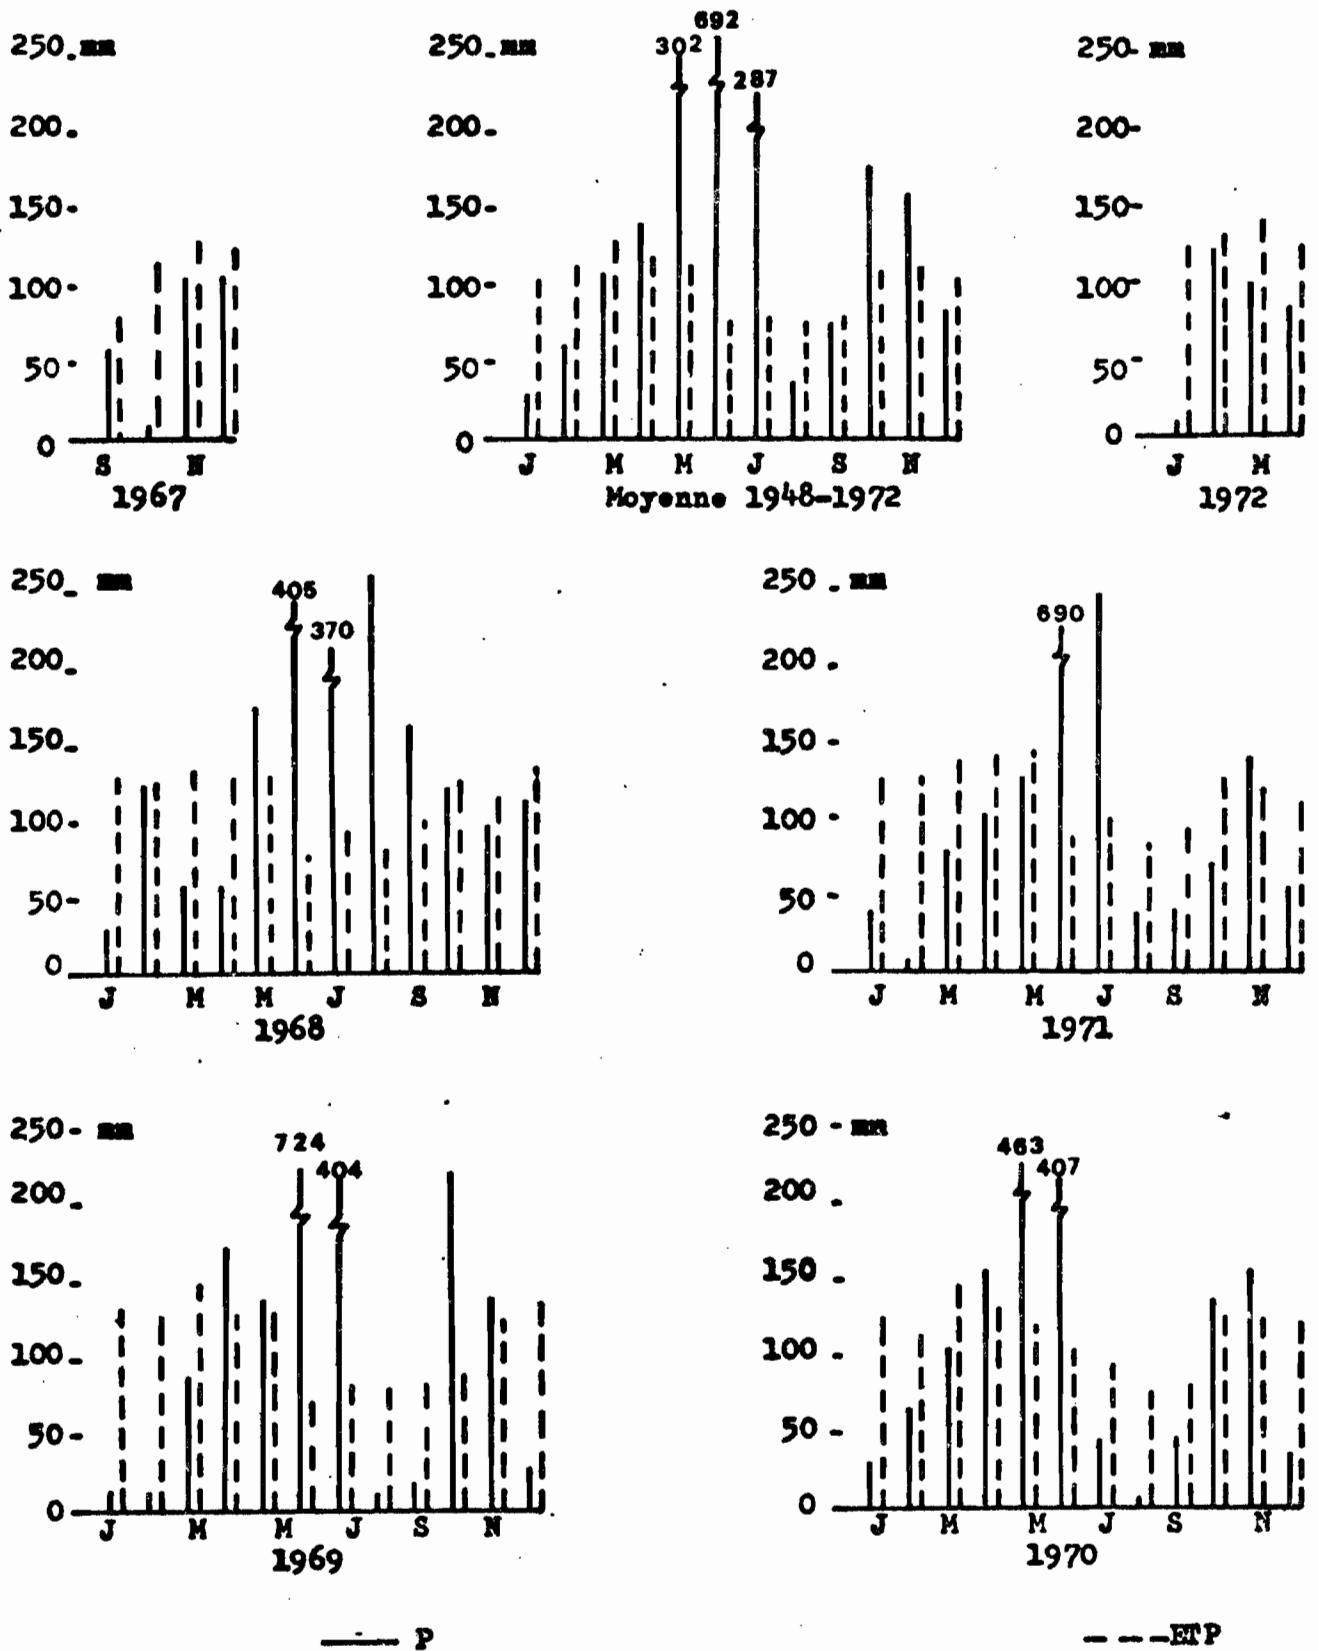 692
250 mm 302 250 mm 250 mm
287
200 200 200
150 150 150
100 100 100
50 50 50
0 0 0
S N J M M J S N J M
1967 Moyenne 1948-1972 1972
250 mm 405 250 mm
370 690
200 200
150 150
100 100
50 50
0 0
J M M J S N J M M J S N
1968 1971
250 mm 724 250 mm 463
404 407
200 200
150 150
100 100
50 50
0 0
J M M J S N J M M J S N
1969 1970
P ETP